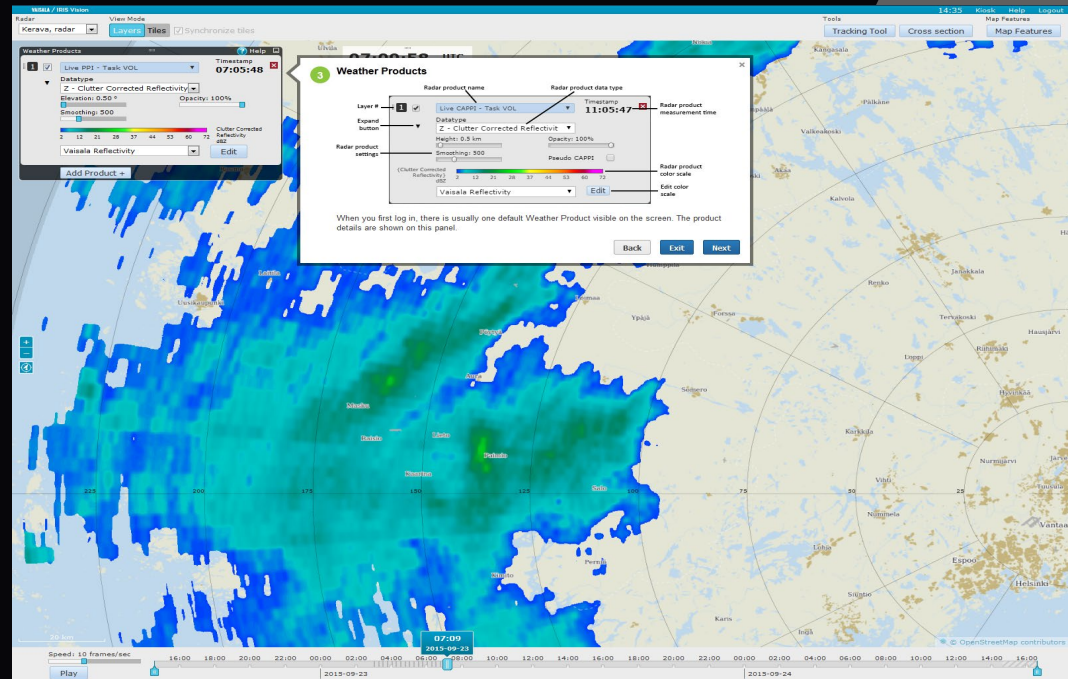 VAISALA / IRIS Vision
14:35 Kiosk Help Logout
Radar
View Mode
Tools
Map Features
Kerava, radar
Layers Tiles
Synchronize tiles
Tracking Tool
Cross section
Map Features
Weather Products
Help
1
Live PPI - Task VOL
Timestamp
07:05:48
Datatype
Z - Clutter Corrected Reflectivity
Elevation: 0.50 °
Opacity: 100%
Smoothing: 500
2 12 21 28 37 44 53 60 72
Clutter Corrected
Reflectivity
dBZ
Vaisala Reflectivity
Edit
Add Product +
3
Weather Products
Radar product name
Radar product data type
Layer #
1
Live CAPPI - Task VOL
Timestamp
11:05:47
Radar product
measurement time
Expand
button
Datatype
Z - Clutter Corrected Reflectivit
Height: 0.5 km
Opacity: 100%
Radar product
settings
Smoothing: 500
Pseudo CAPPI
(Clutter Corrected
Reflectivity)
dBZ
2 12 21 28 37 44 53 60 72
Radar product
color scale
Vaisala Reflectivity
Edit
Edit color
scale
When you first log in, there is usually one default Weather Product visible on the screen. The product
details are shown on this panel.
Back
Exit
Next
Kangasala
Pälkäne
Valkeakoski
Akaa
Kalvola
Janakkala
Renko
Laitila
Uusikaupunki
Ypäjä
Forssa
Tervakoski
Hausjärvi
Pöytyä
Loppi
Riihimäki
Aura
Somero
Hyvinkää
Masku
Raisio
Lieto
Paimio
Karkkila
Nurmijärvi
Kaarina
Salo
Vihti
Tuusula
225
200
175
150
125
100
75
50
25
Nummela
Vantaa
Lohja
Perniö
Espoo
Kimito
Helsinki
Siuntio
Karis
Ingå
20 km
© OpenStreetMap contributors
Speed: 10 frames/sec
07:09
2015-09-23
16:00 18:00 20:00 22:00 00:00 02:00 04:00 06:00 08:00 10:00 12:00 14:00 16:00 18:00 20:00 22:00 00:00 02:00 04:00 06:00 08:00 10:00 12:00 14:00 16:00
Play
2015-09-23
2015-09-24